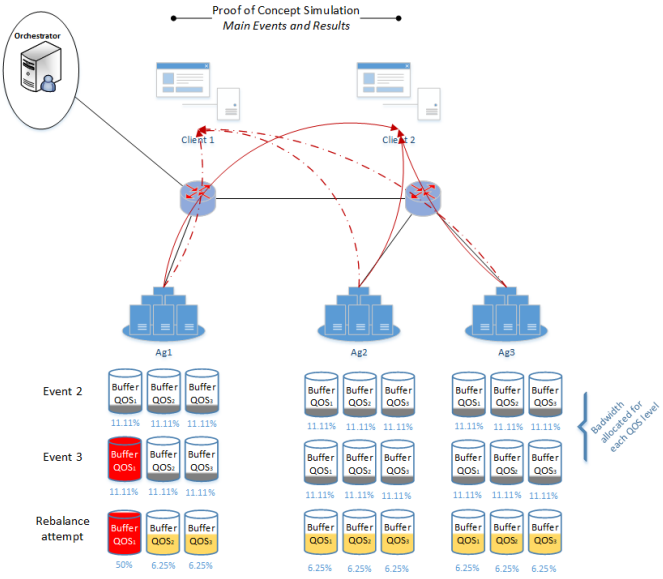 Proof of Concept Simulation
Main Events and Results
Orchestrator
Client 1
Client 2
Ag1
Ag2
Ag3
Event 2
Buffer Buffer Buffer Buffer Buffer Buffer Buffer Buffer Buffer
QOS₁ QOS₂ QOS₃ QOS₁ QOS₂ QOS₃ QOS₁ QOS₂ QOS₃
11.11% 11.11% 11.11% 11.11% 11.11% 11.11% 11.11% 11.11% 11.11%
Badwidth
allocated for
each QOS level
Event 3
Buffer Buffer Buffer Buffer Buffer Buffer Buffer Buffer Buffer
QOS₁ QOS₂ QOS₃ QOS₁ QOS₂ QOS₃ QOS₁ QOS₂ QOS₃
11.11% 11.11% 11.11% 11.11% 11.11% 11.11% 11.11% 11.11% 11.11%
Rebalance
attempt
Buffer Buffer Buffer Buffer Buffer Buffer Buffer Buffer Buffer
QOS₁ QOS₂ QOS₃ QOS₁ QOS₂ QOS₃ QOS₁ QOS₂ QOS₃
50% 6.25% 6.25% 6.25% 6.25% 6.25% 6.25% 6.25% 6.25%